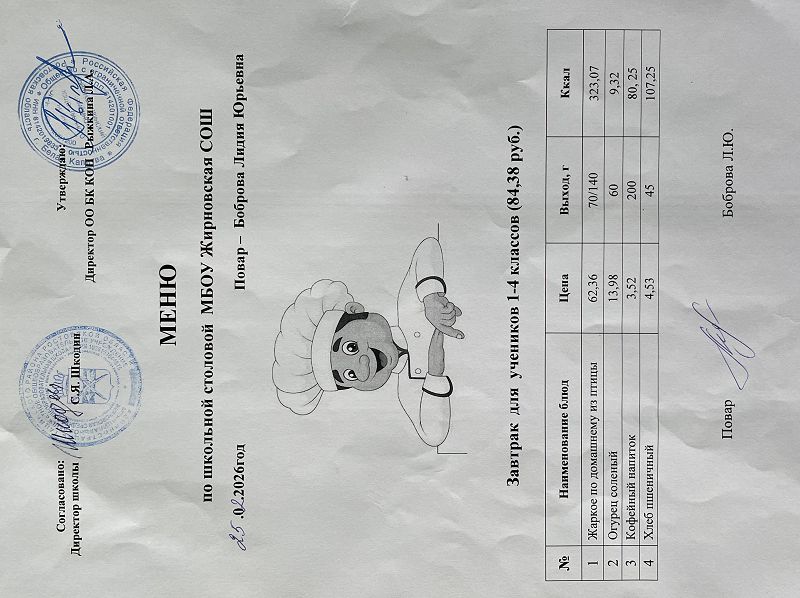 Согласовано:
Директор школы С.Я. Шкодин
Утверждаю:
Директор ОО БК КОП Рыжкина Л.А.
МЕНЮ
по школьной столовой МБОУ Жирновская СОШ
25.02.2026год Повар – Боброва Лидия Юрьевна
Завтрак для учеников 1-4 классов (84,38 руб.)
№ Наименование блюд Цена Выход, г Ккал
1 Жаркое по домашнему из птицы 62,36 70/140 323,07
2 Огурец соленый 13,98 60 9,32
3 Кофейный напиток 3,52 200 80, 25
4 Хлеб пшеничный 4,53 45 107,25
Повар Боброва Л.Ю.